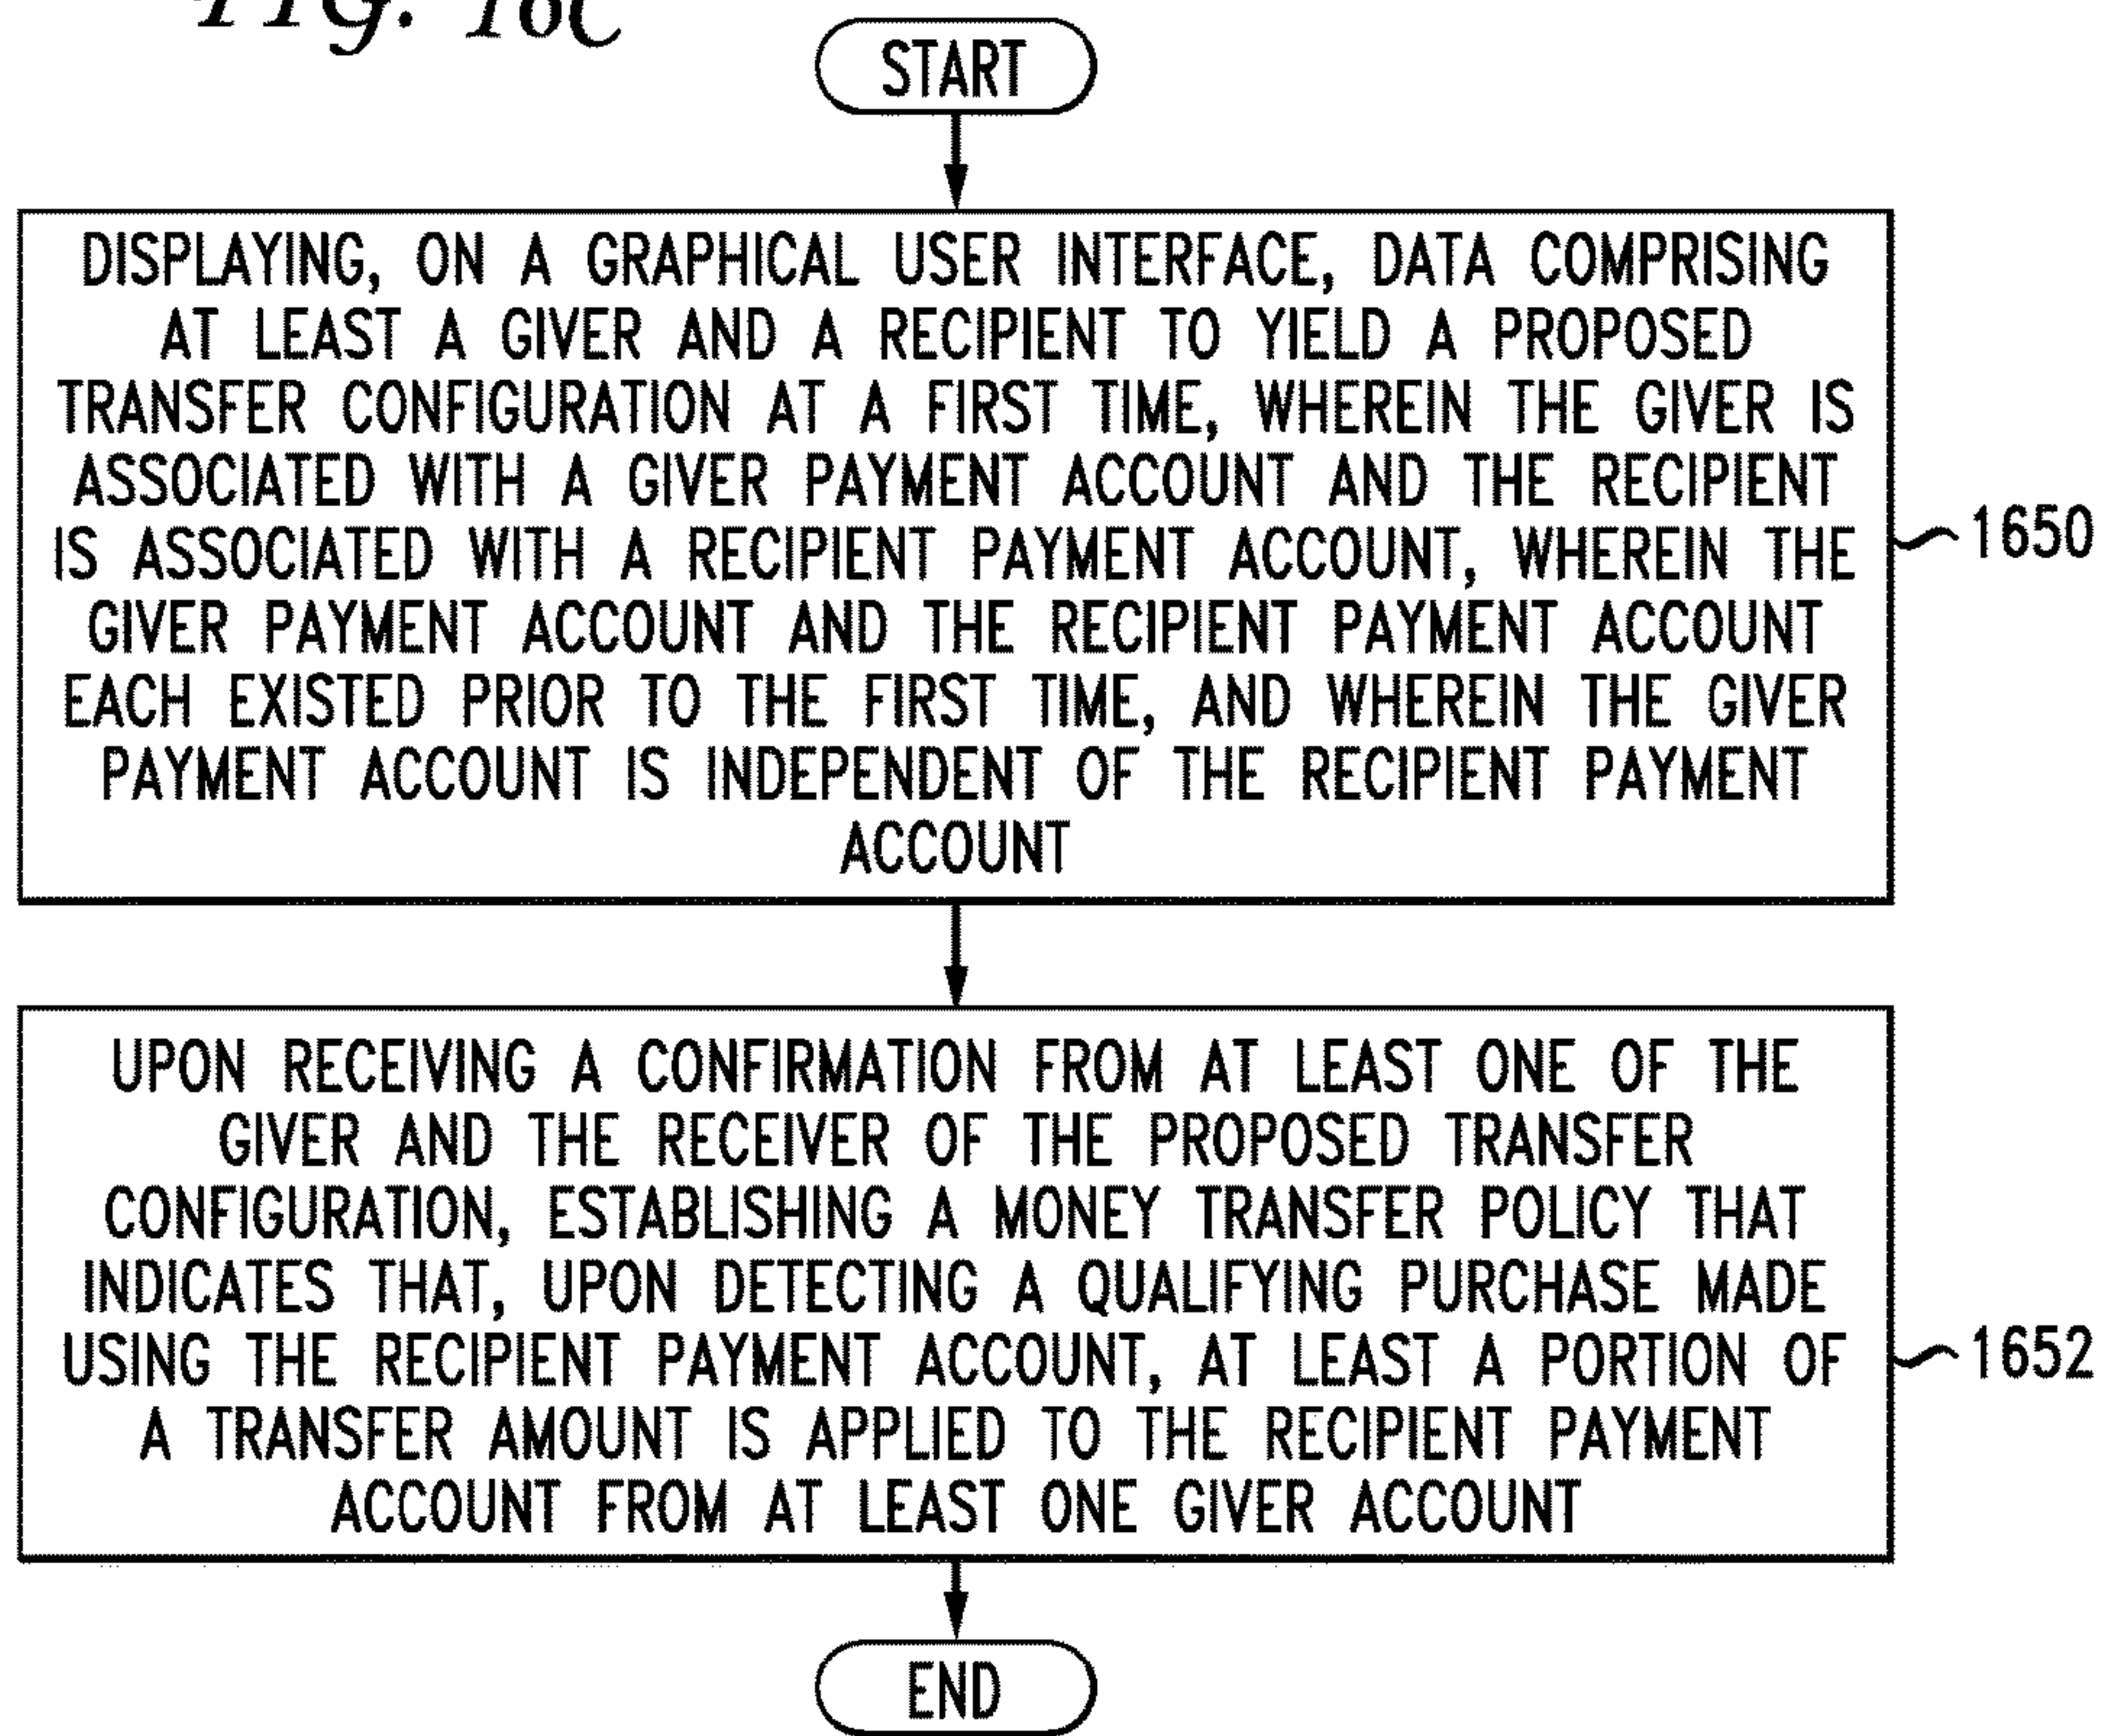 FIG. 16C
START
DISPLAYING, ON A GRAPHICAL USER INTERFACE, DATA COMPRISING
AT LEAST A GIVER AND A RECIPIENT TO YIELD A PROPOSED
TRANSFER CONFIGURATION AT A FIRST TIME, WHEREIN THE GIVER IS
ASSOCIATED WITH A GIVER PAYMENT ACCOUNT AND THE RECIPIENT
IS ASSOCIATED WITH A RECIPIENT PAYMENT ACCOUNT, WHEREIN THE
GIVER PAYMENT ACCOUNT AND THE RECIPIENT PAYMENT ACCOUNT
EACH EXISTED PRIOR TO THE FIRST TIME, AND WHEREIN THE GIVER
PAYMENT ACCOUNT IS INDEPENDENT OF THE RECIPIENT PAYMENT
ACCOUNT
1650
UPON RECEIVING A CONFIRMATION FROM AT LEAST ONE OF THE
GIVER AND THE RECEIVER OF THE PROPOSED TRANSFER
CONFIGURATION, ESTABLISHING A MONEY TRANSFER POLICY THAT
INDICATES THAT, UPON DETECTING A QUALIFYING PURCHASE MADE
USING THE RECIPIENT PAYMENT ACCOUNT, AT LEAST A PORTION OF
A TRANSFER AMOUNT IS APPLIED TO THE RECIPIENT PAYMENT
ACCOUNT FROM AT LEAST ONE GIVER ACCOUNT
1652
END